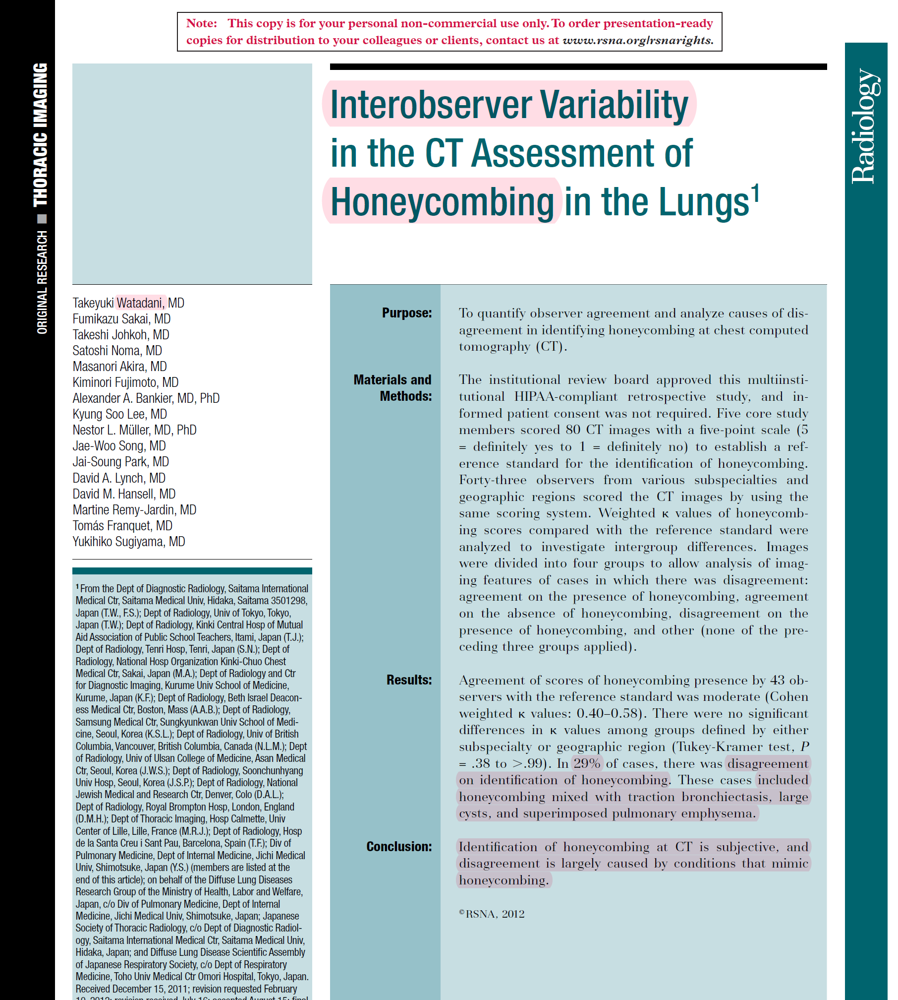 Note: This copy is for your personal non-commercial use only. To order presentation-ready
copies for distribution to your colleagues or clients, contact us at www.rsna.org/rsnarights.
ORIGINAL RESEARCH ■ THORACIC IMAGING
Radiology
Interobserver Variability
in the CT Assessment of
Honeycombing in the Lungs¹
Takeyuki Watadani, MD
Fumikazu Sakai, MD
Takeshi Johkoh, MD
Satoshi Noma, MD
Masanori Akira, MD
Kiminori Fujimoto, MD
Alexander A. Bankier, MD, PhD
Kyung Soo Lee, MD
Nestor L. Müller, MD, PhD
Jae-Woo Song, MD
Jai-Soung Park, MD
David A. Lynch, MD
David M. Hansell, MD
Martine Remy-Jardin, MD
Tomás Franquet, MD
Yukihiko Sugiyama, MD
¹ From the Dept of Diagnostic Radiology, Saitama International
Medical Ctr, Saitama Medical Univ, Hidaka, Saitama 3501298,
Japan (T.W., F.S.); Dept of Radiology, Univ of Tokyo, Tokyo,
Japan (T.W.); Dept of Radiology, Kinki Central Hosp of Mutual
Aid Association of Public School Teachers, Itami, Japan (T.J.);
Dept of Radiology, Tenri Hosp, Tenri, Japan (S.N.); Dept of
Radiology, National Hosp Organization Kinki-Chuo Chest
Medical Ctr, Sakai, Japan (M.A.); Dept of Radiology and Ctr
for Diagnostic Imaging, Kurume Univ School of Medicine,
Kurume, Japan (K.F.); Dept of Radiology, Beth Israel Deacon-
ess Medical Ctr, Boston, Mass (A.A.B.); Dept of Radiology,
Samsung Medical Ctr, Sungkyunkwan Univ School of Medi-
cine, Seoul, Korea (K.S.L.); Dept of Radiology, Univ of British
Columbia, Vancouver, British Columbia, Canada (N.L.M.); Dept
of Radiology, Univ of Ulsan College of Medicine, Asan Medical
Ctr, Seoul, Korea (J.W.S.); Dept of Radiology, Soonchunhyang
Univ Hosp, Seoul, Korea (J.S.P.); Dept of Radiology, National
Jewish Medical and Research Ctr, Denver, Colo (D.A.L.);
Dept of Radiology, Royal Brompton Hosp, London, England
(D.M.H.); Dept of Thoracic Imaging, Hosp Calmette, Univ
Center of Lille, Lille, France (M.R.J.); Dept of Radiology, Hosp
de la Santa Creu i Sant Pau, Barcelona, Spain (T.F.); Div of
Pulmonary Medicine, Dept of Internal Medicine, Jichi Medical
Univ, Shimotsuke, Japan (Y.S.) (members are listed at the
end of this article); on behalf of the Diffuse Lung Diseases
Research Group of the Ministry of Health, Labor and Welfare,
Japan, c/o Div of Pulmonary Medicine, Dept of Internal
Medicine, Jichi Medical Univ, Shimotsuke, Japan; Japanese
Society of Thoracic Radiology, c/o Dept of Diagnostic Radiol-
ogy, Saitama International Medical Ctr, Saitama Medical Univ,
Hidaka, Japan; and Diffuse Lung Disease Scientific Assembly
of Japanese Respiratory Society, c/o Dept of Respiratory
Medicine, Toho Univ Medical Ctr Omori Hospital, Tokyo, Japan.
Received December 15, 2011; revision requested February
Purpose:
To quantify observer agreement and analyze causes of dis-
agreement in identifying honeycombing at chest computed
tomography (CT).
Materials and
Methods:
The institutional review board approved this multiinsti-
tutional HIPAA-compliant retrospective study, and in-
formed patient consent was not required. Five core study
members scored 80 CT images with a five-point scale (5
= definitely yes to 1 = definitely no) to establish a ref-
erence standard for the identification of honeycombing.
Forty-three observers from various subspecialties and
geographic regions scored the CT images by using the
same scoring system. Weighted κ values of honeycomb-
ing scores compared with the reference standard were
analyzed to investigate intergroup differences. Images
were divided into four groups to allow analysis of imag-
ing features of cases in which there was disagreement:
agreement on the presence of honeycombing, agreement
on the absence of honeycombing, disagreement on the
presence of honeycombing, and other (none of the pre-
ceding three groups applied).
Results:
Agreement of scores of honeycombing presence by 43 ob-
servers with the reference standard was moderate (Cohen
weighted κ values: 0.40–0.58). There were no significant
differences in κ values among groups defined by either
subspecialty or geographic region (Tukey-Kramer test, P
= .38 to >.99). In 29% of cases, there was disagreement
on identification of honeycombing. These cases included
honeycombing mixed with traction bronchiectasis, large
cysts, and superimposed pulmonary emphysema.
Conclusion:
Identification of honeycombing at CT is subjective, and
disagreement is largely caused by conditions that mimic
honeycombing.
© RSNA, 2012